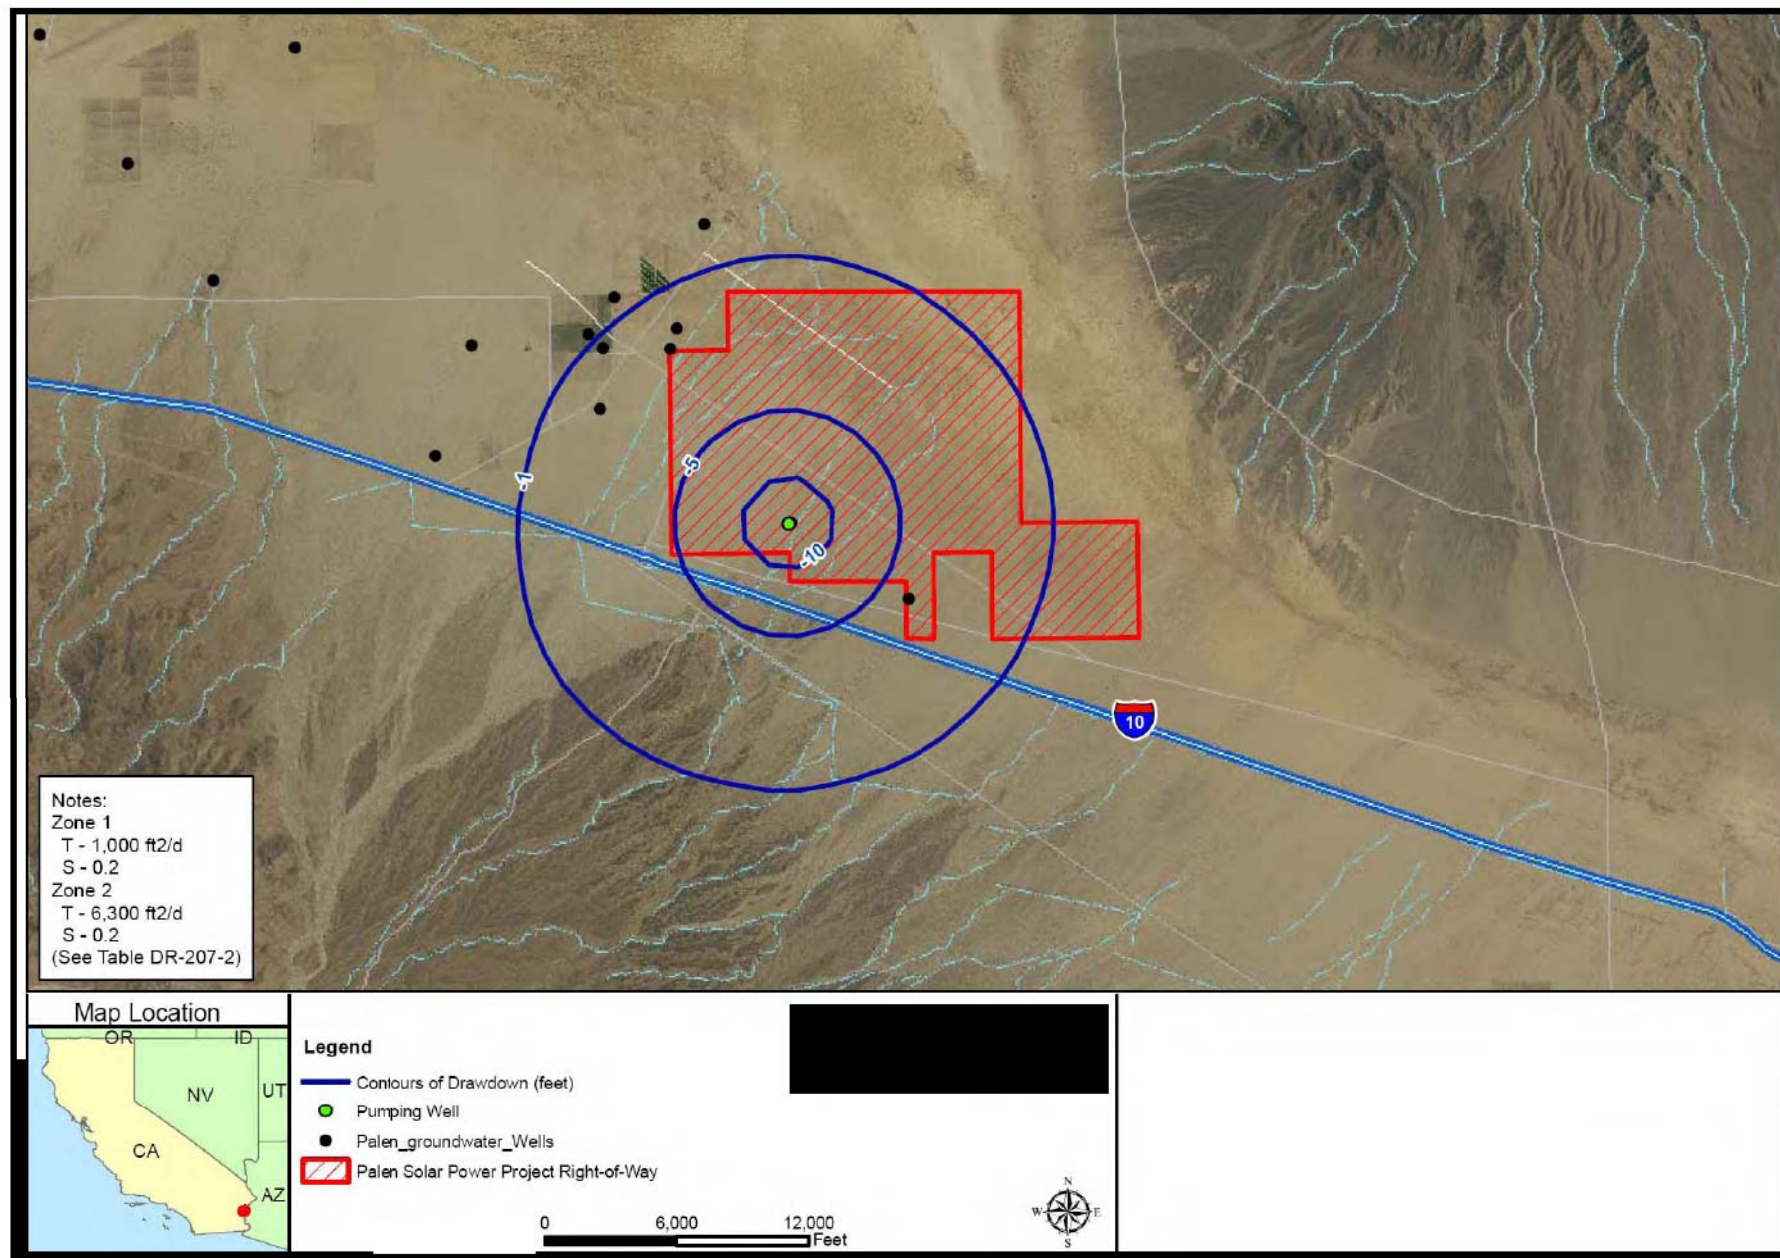 -1
-5
-10
10
Notes:
Zone 1
T - 1,000 ft2/d
S - 0.2
Zone 2
T - 6,300 ft2/d
S - 0.2
(See Table DR-207-2)
Map Location
OR
ID
NV
UT
CA
AZ
Legend
Contours of Drawdown (feet)
Pumping Well
Palen_groundwater_Wells
Palen Solar Power Project Right-of-Way
N
W
E
S
0 6,000 12,000
Feet